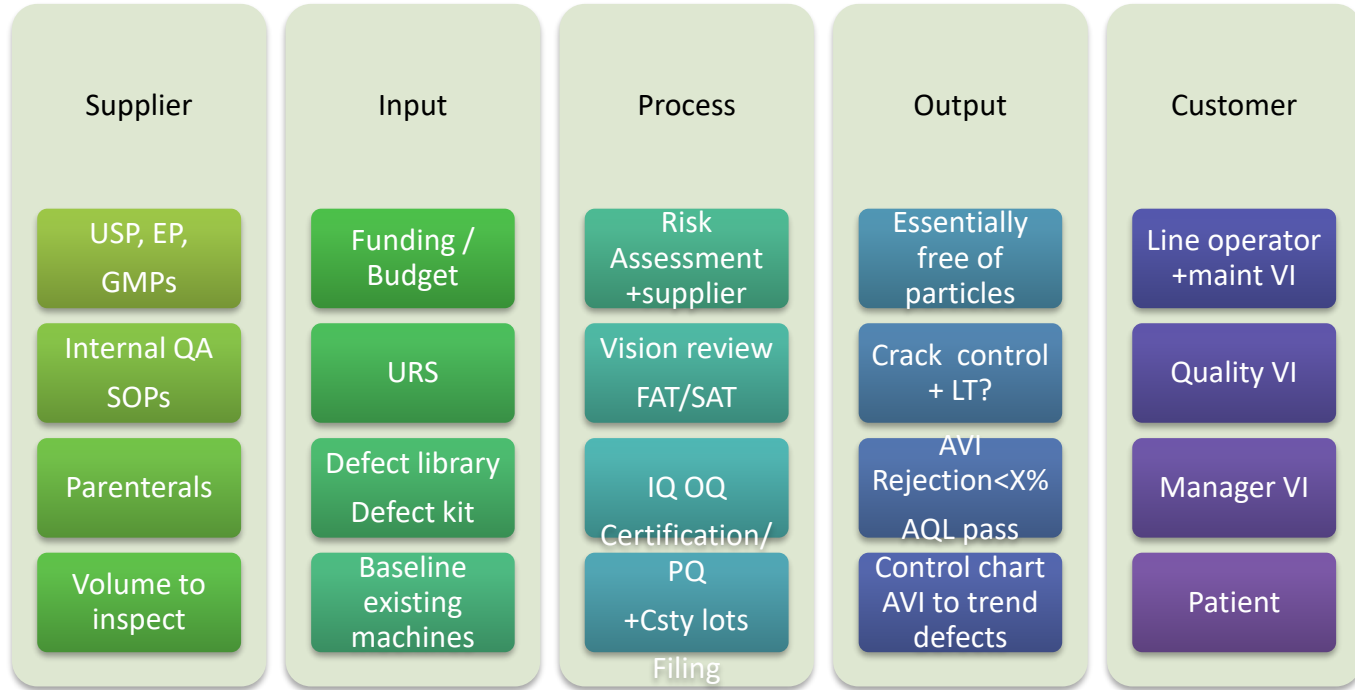 Supplier
USP, EP,
GMPs
Internal QA
SOPs
Parenterals
Volume to
inspect
Input
Funding /
Budget
URS
Defect library
Defect kit
Baseline
existing
machines
Process
Risk
Assessment
+supplier
Vision review
FAT/SAT
IQ OQ
Certification/
PQ
+Csty lots
Filing
Output
Essentially
free of
particles
Crack control
+ LT?
AVI
Rejection<X%
AQL pass
Control chart
AVI to trend
defects
Customer
Line operator
+maint VI
Quality VI
Manager VI
Patient